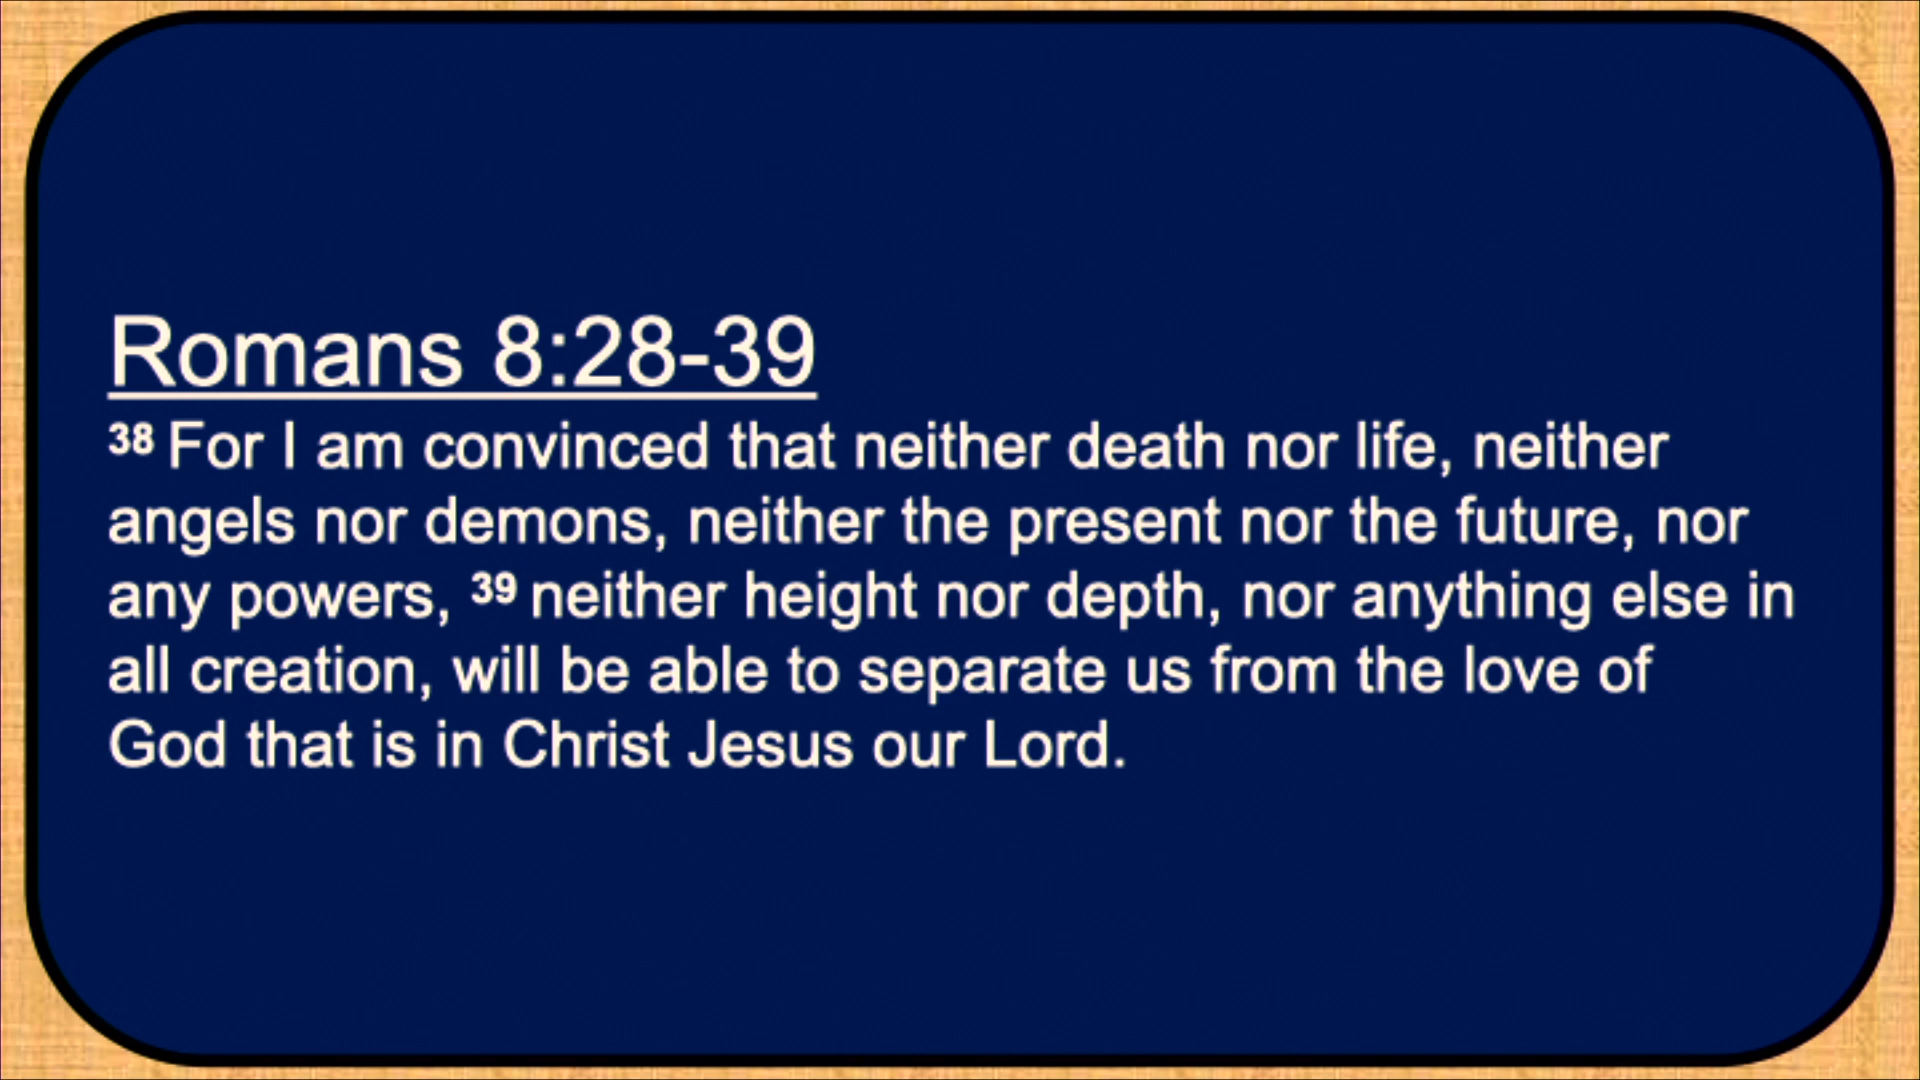 Romans 8:28-39
38 For I am convinced that neither death nor life, neither
angels nor demons, neither the present nor the future, nor
any powers, 39 neither height nor depth, nor anything else in
all creation, will be able to separate us from the love of
God that is in Christ Jesus our Lord.